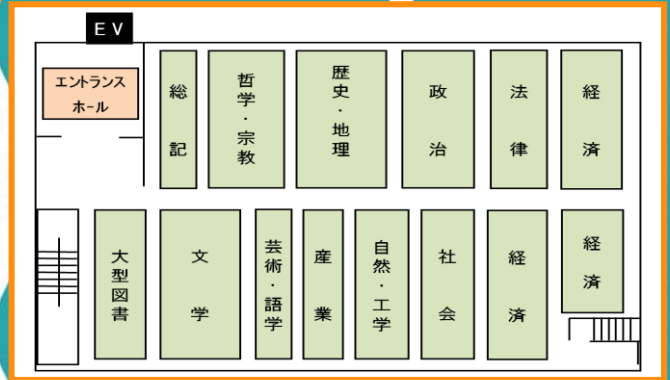 EV
エントランス
ホール
総記
哲学・宗教
歴史・地理
政治
法律
経済
大型図書
文学
芸術・語学
産業
自然・工学
社会
経済
経済